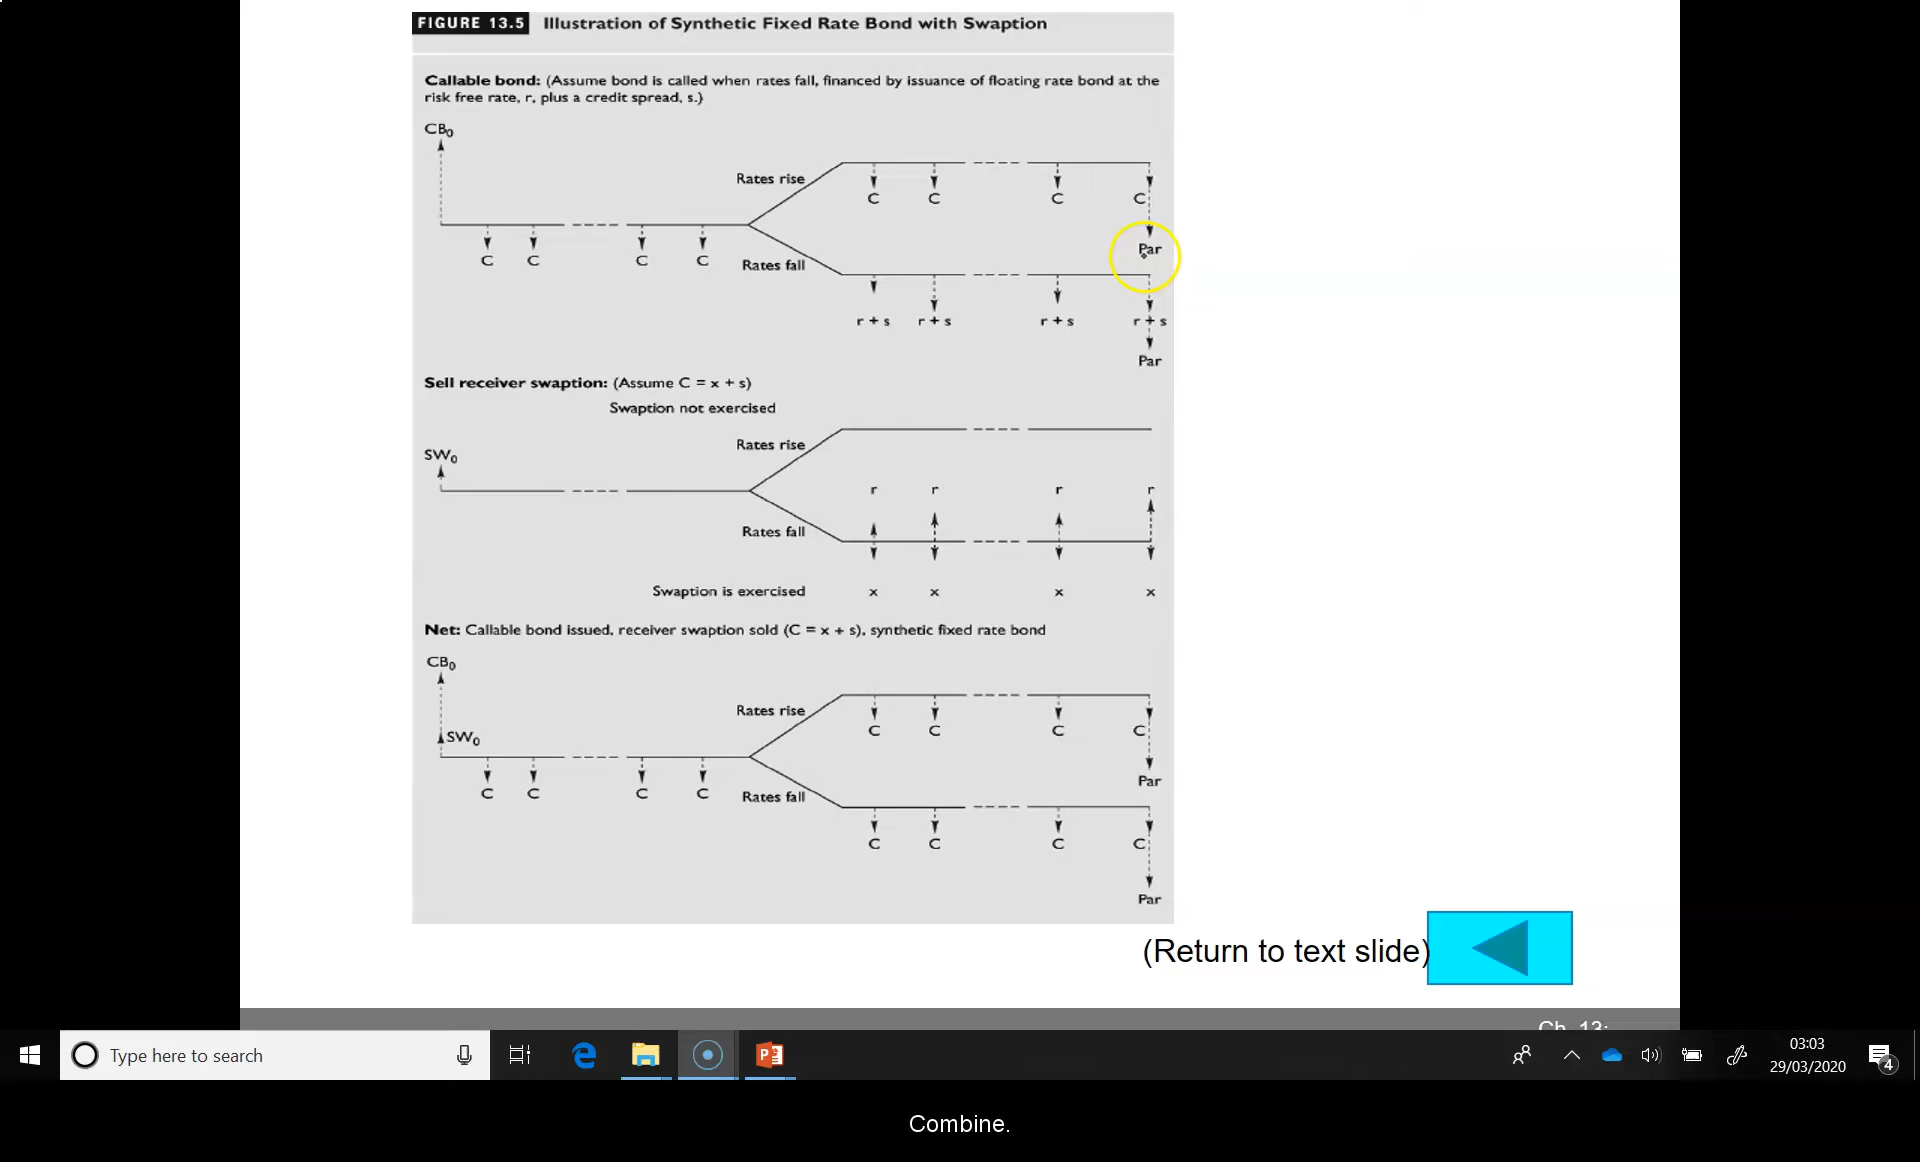 FIGURE 13.5 Illustration of Synthetic Fixed Rate Bond with Swaption
Callable bond: (Assume bond is called when rates fall, financed by issuance of floating rate bond at the
risk free rate, r, plus a credit spread, s.)
CB0
Rates rise
C C C C
Par
C C C C Rates fall
r + s r + s r + s r + s
Par
Sell receiver swaption: (Assume C = x + s)
Swaption not exercised
Rates rise
SW0
r r r r
Rates fall
Swaption is exercised x x x x
Net: Callable bond issued, receiver swaption sold (C = x + s), synthetic fixed rate bond
CB0
Rates rise
C C C C
SW0
Par
C C C C Rates fall
C C C C
Par
(Return to text slide)
Type here to search
03:03
29/03/2020
4
Combine.